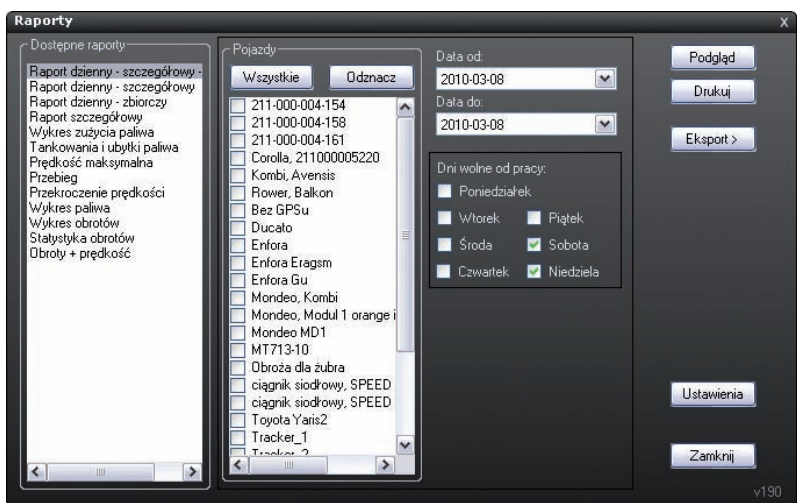 Raporty
X
Dostępne raporty
Raport dzienny - szczegółowy -
Raport dzienny - szczegółowy
Raport dzienny - zbiorczy
Raport szczegółowy
Wykres zużycia paliwa
Tankowania i ubytki paliwa
Prędkość maksymalna
Przebieg
Przekroczenie prędkości
Wykres paliwa
Wykres obrotów
Statystyka obrotów
Obroty + prędkość
Pojazdy
Wszystkie
Odznacz
211-000-004-154
211-000-004-158
211-000-004-161
Corolla, 211000005220
Kombi, Avensis
Rower, Balkon
Bez GPSu
Ducato
Enfora
Enfora Eragsm
Enfora Gu
Mondeo, Kombi
Mondeo, Modul 1 orange i
Mondeo MD1
MT713-10
Obroża dla żubra
ciągnik siodłowy, SPEED
ciągnik siodłowy, SPEED
Toyota Yaris2
Tracker_1
Tracker_2
Data od:
2010-03-08
Data do:
2010-03-08
Dni wolne od pracy:
Poniedziałek
Wtorek
Piątek
Środa
Sobota
Czwartek
Niedziela
Podgląd
Drukuj
Eksport >
Ustawienia
Zamknij
v190